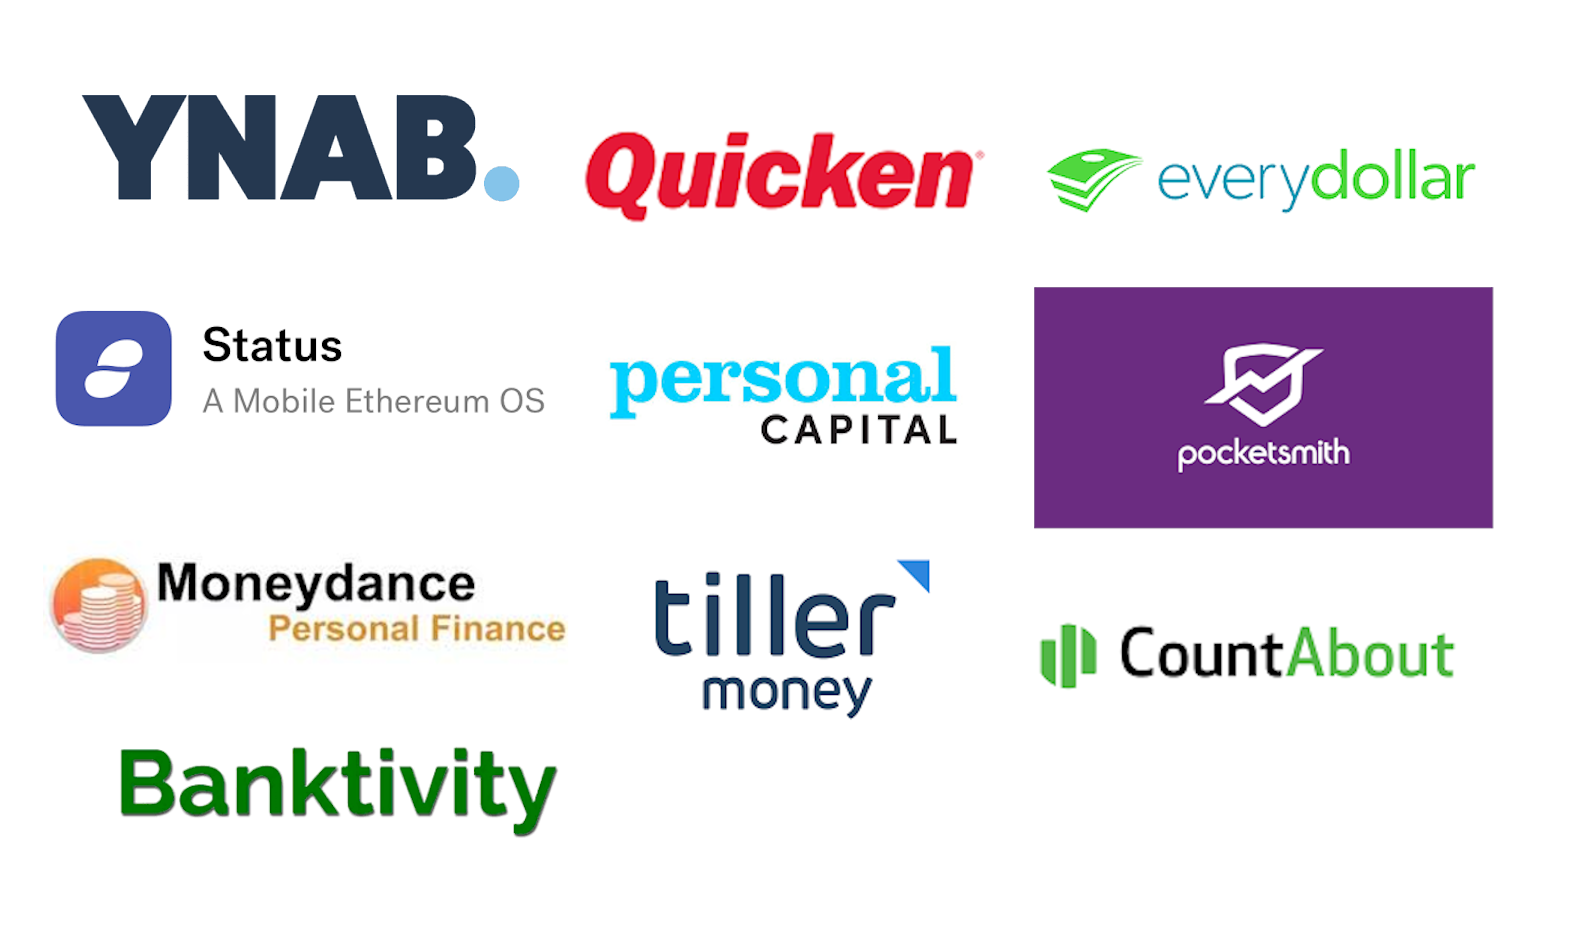 YNAB.
Quicken®
everydollar
Status
A Mobile Ethereum OS
personal
CAPITAL
pocketsmith
Moneydance
Personal Finance
tiller
money
CountAbout
Banktivity